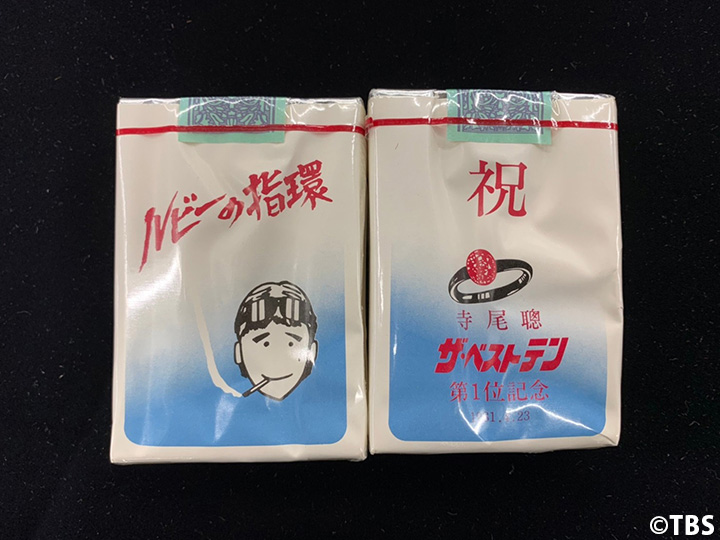 ルビーの指環
祝
寺尾聰
ザ・ベストテン
第1位記念
©TBS